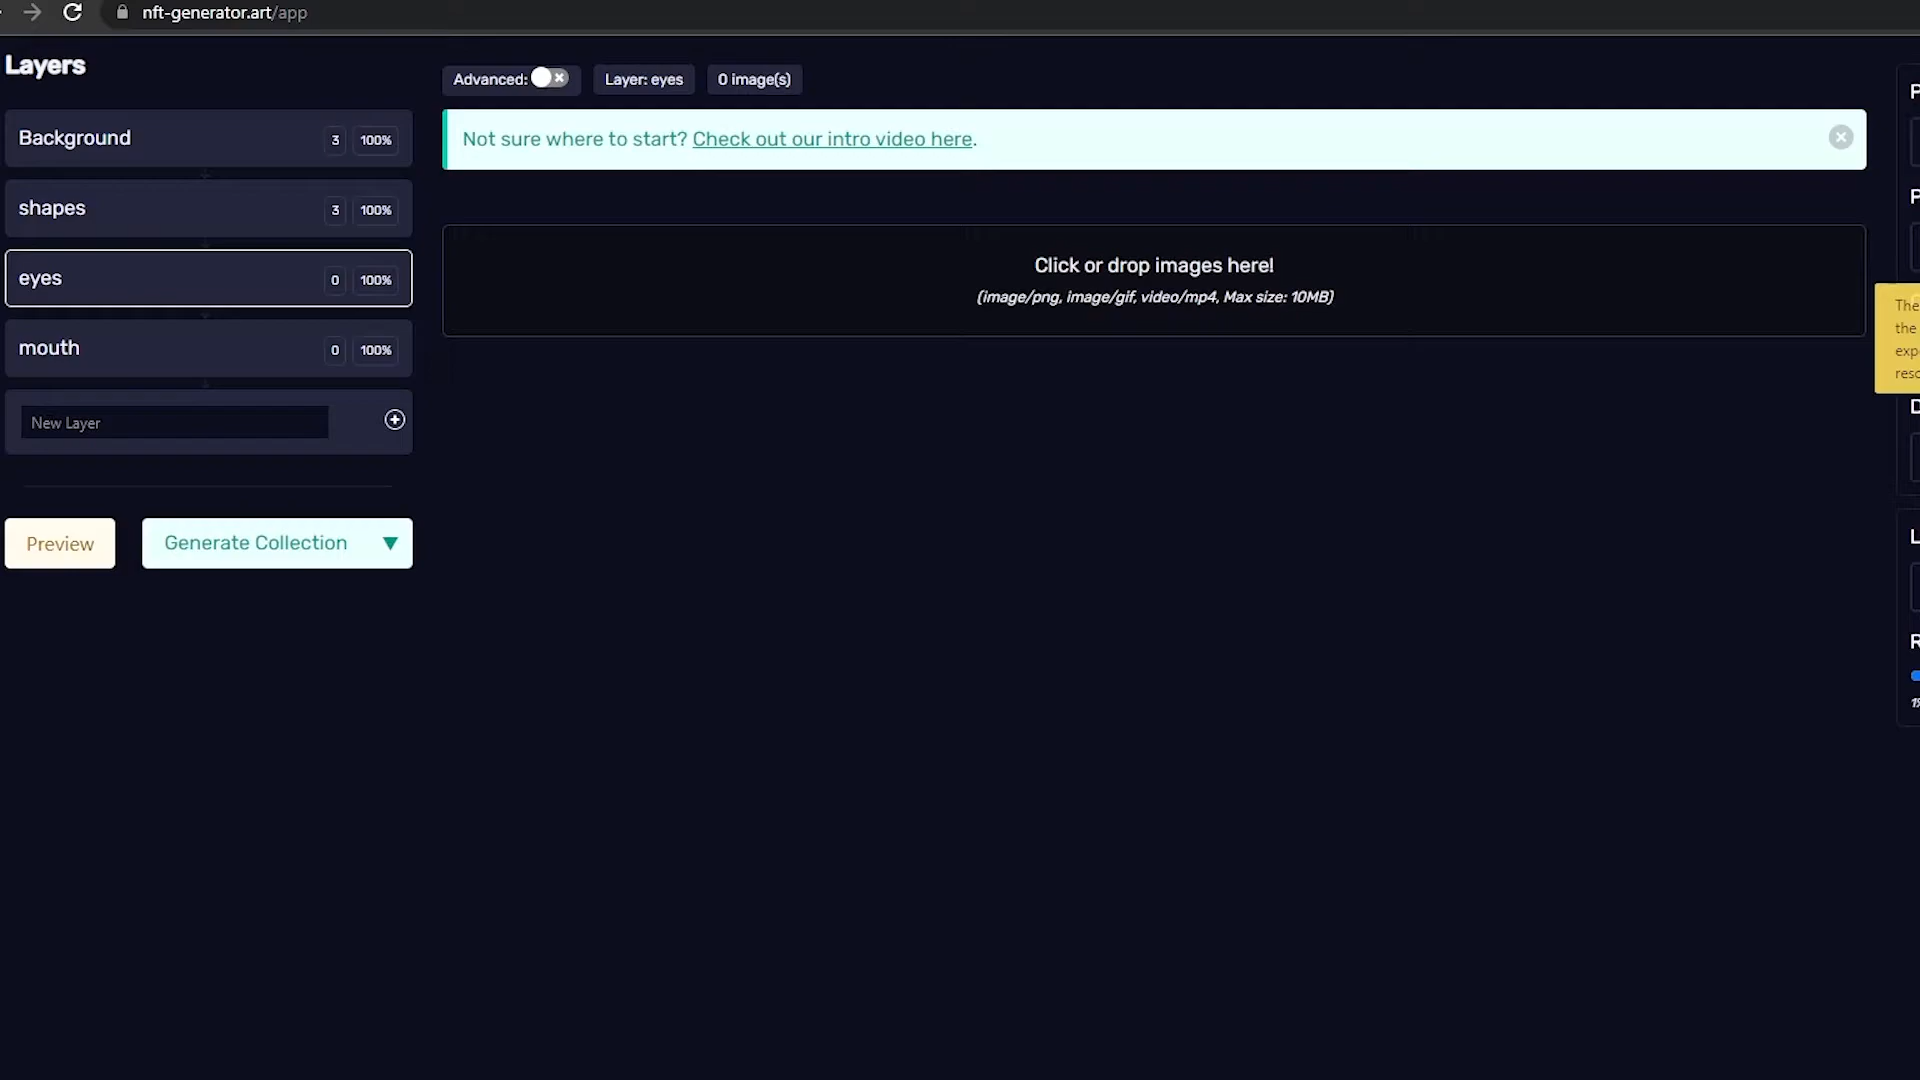 nft-generator.art/app
Layers
Advanced:
Layer: eyes
0 image(s)
Background
3
100%
Not sure where to start? Check out our intro video here.
shapes
3
100%
eyes
0
100%
Click or drop images here!
(image/png, image/gif, video/mp4, Max size: 10MB)
mouth
0
100%
New Layer
Preview
Generate Collection
The
the